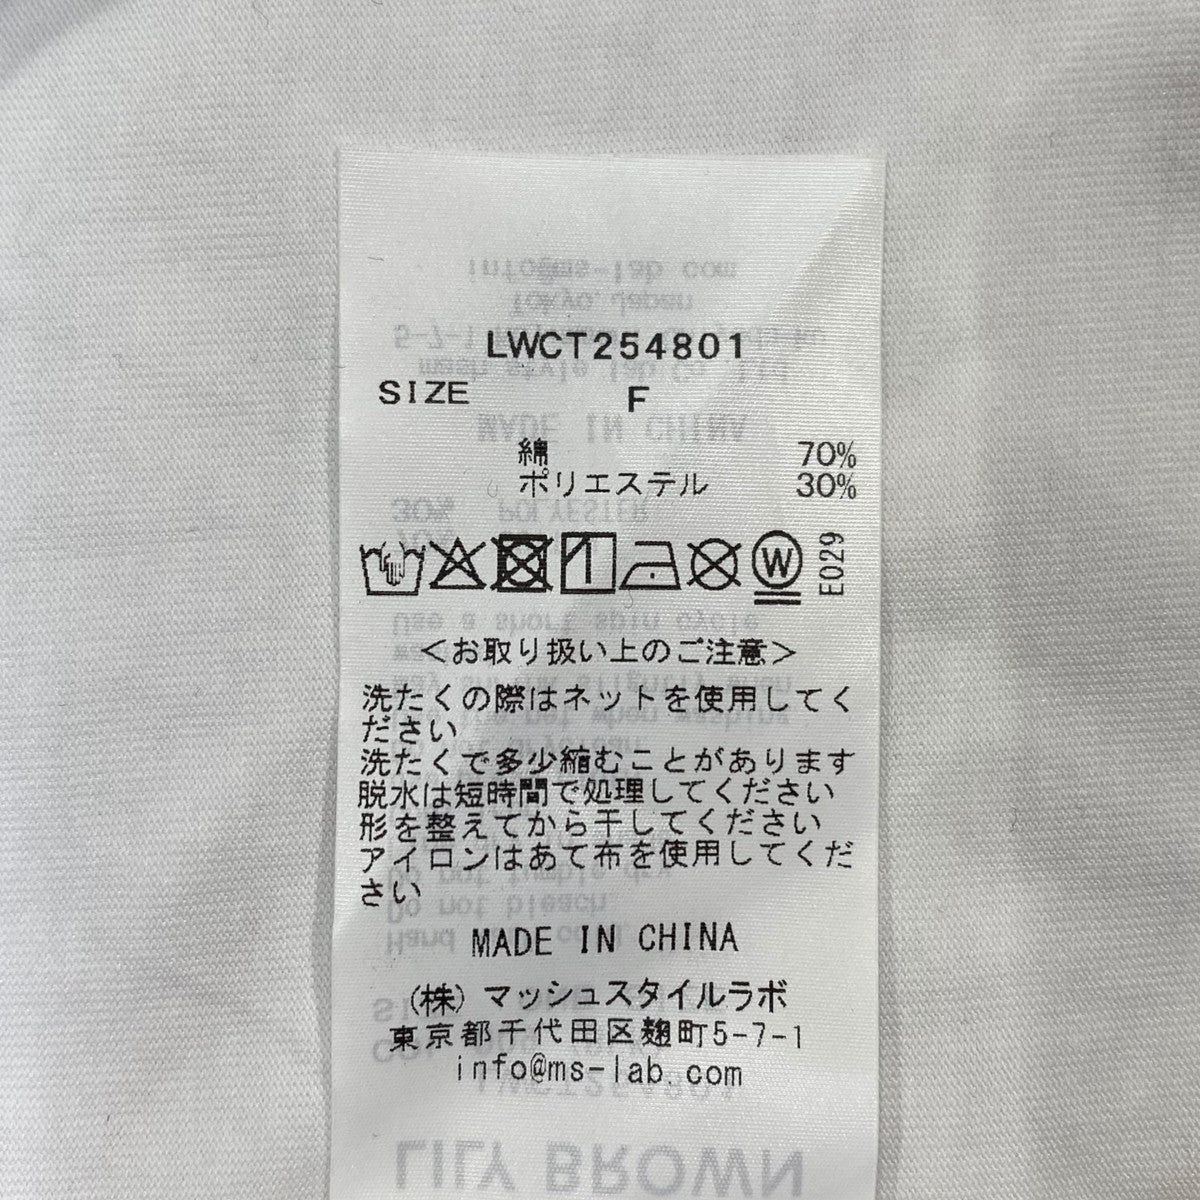 LWCT254801
SIZE F
綿 70%
ポリエステル 30%
W E029
＜お取り扱い上のご注意＞
洗たくの際はネットを使用してく
ださい
洗たくで多少縮むことがあります
脱水は短時間で処理してください
形を整えてから干してください
アイロンはあて布を使用してくだ
さい
MADE IN CHINA
(株) マッシュスタイルラボ
東京都千代田区麹町5-7-1
info@ms-lab.com
LILY BROWN